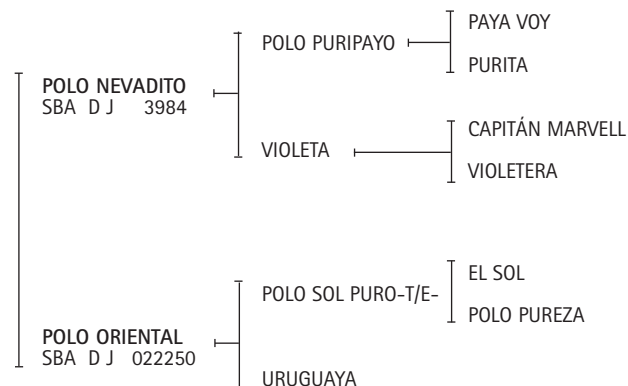 PAYA VOY
POLO PURIPAYO
PURITA
POLO NEVADITO
SBA D J 3984
CAPITÁN MARVELL
VIOLETA
VIOLETERA
EL SOL
POLO SOL PURO-T/E-
POLO PUREZA
POLO ORIENTAL
SBA D J 022250
URUGUAYA